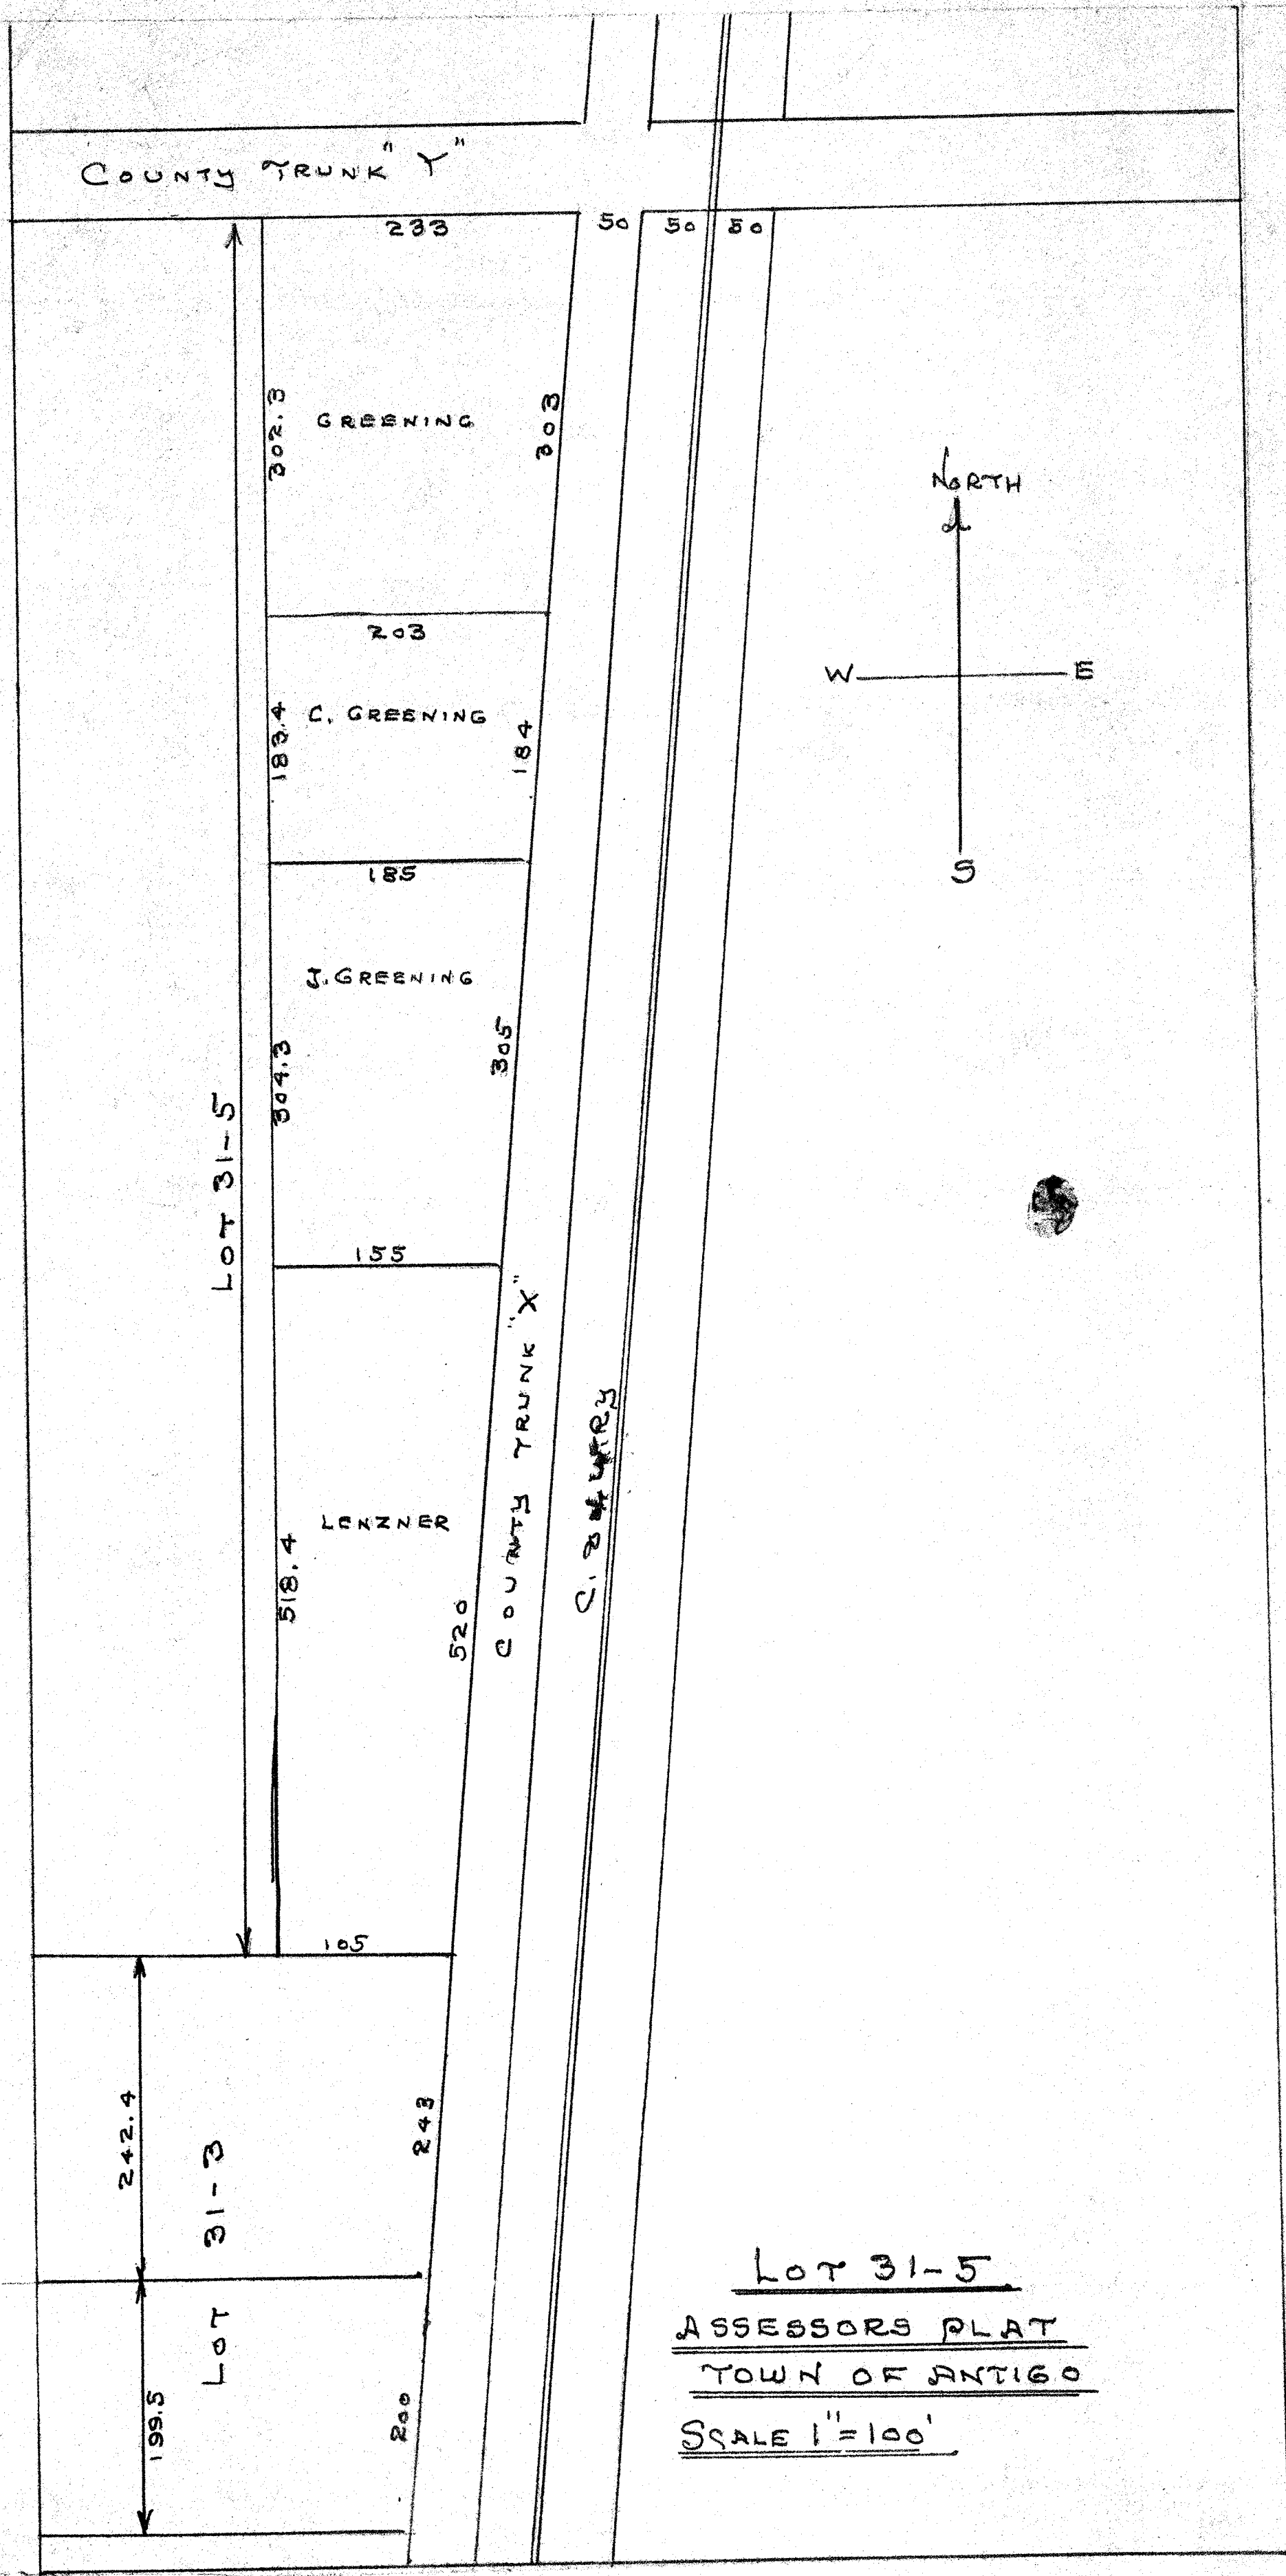 COUNTY TRUNK "Y"
233
50
50
50
302.3
GREENING
303
NORTH
203
W
E
183.4
C. GREENING
184
S
185
J. GREENING
304.3
305
LOT 31-5
155
COUNTY TRUNK "X"
C.
RY
LENZNER
518.4
520
105
242.4
243
LOT 31-3
199.5
200
LOT 31-5
ASSESSORS PLAT
TOWN OF ANTIGO
SCALE 1"=100'